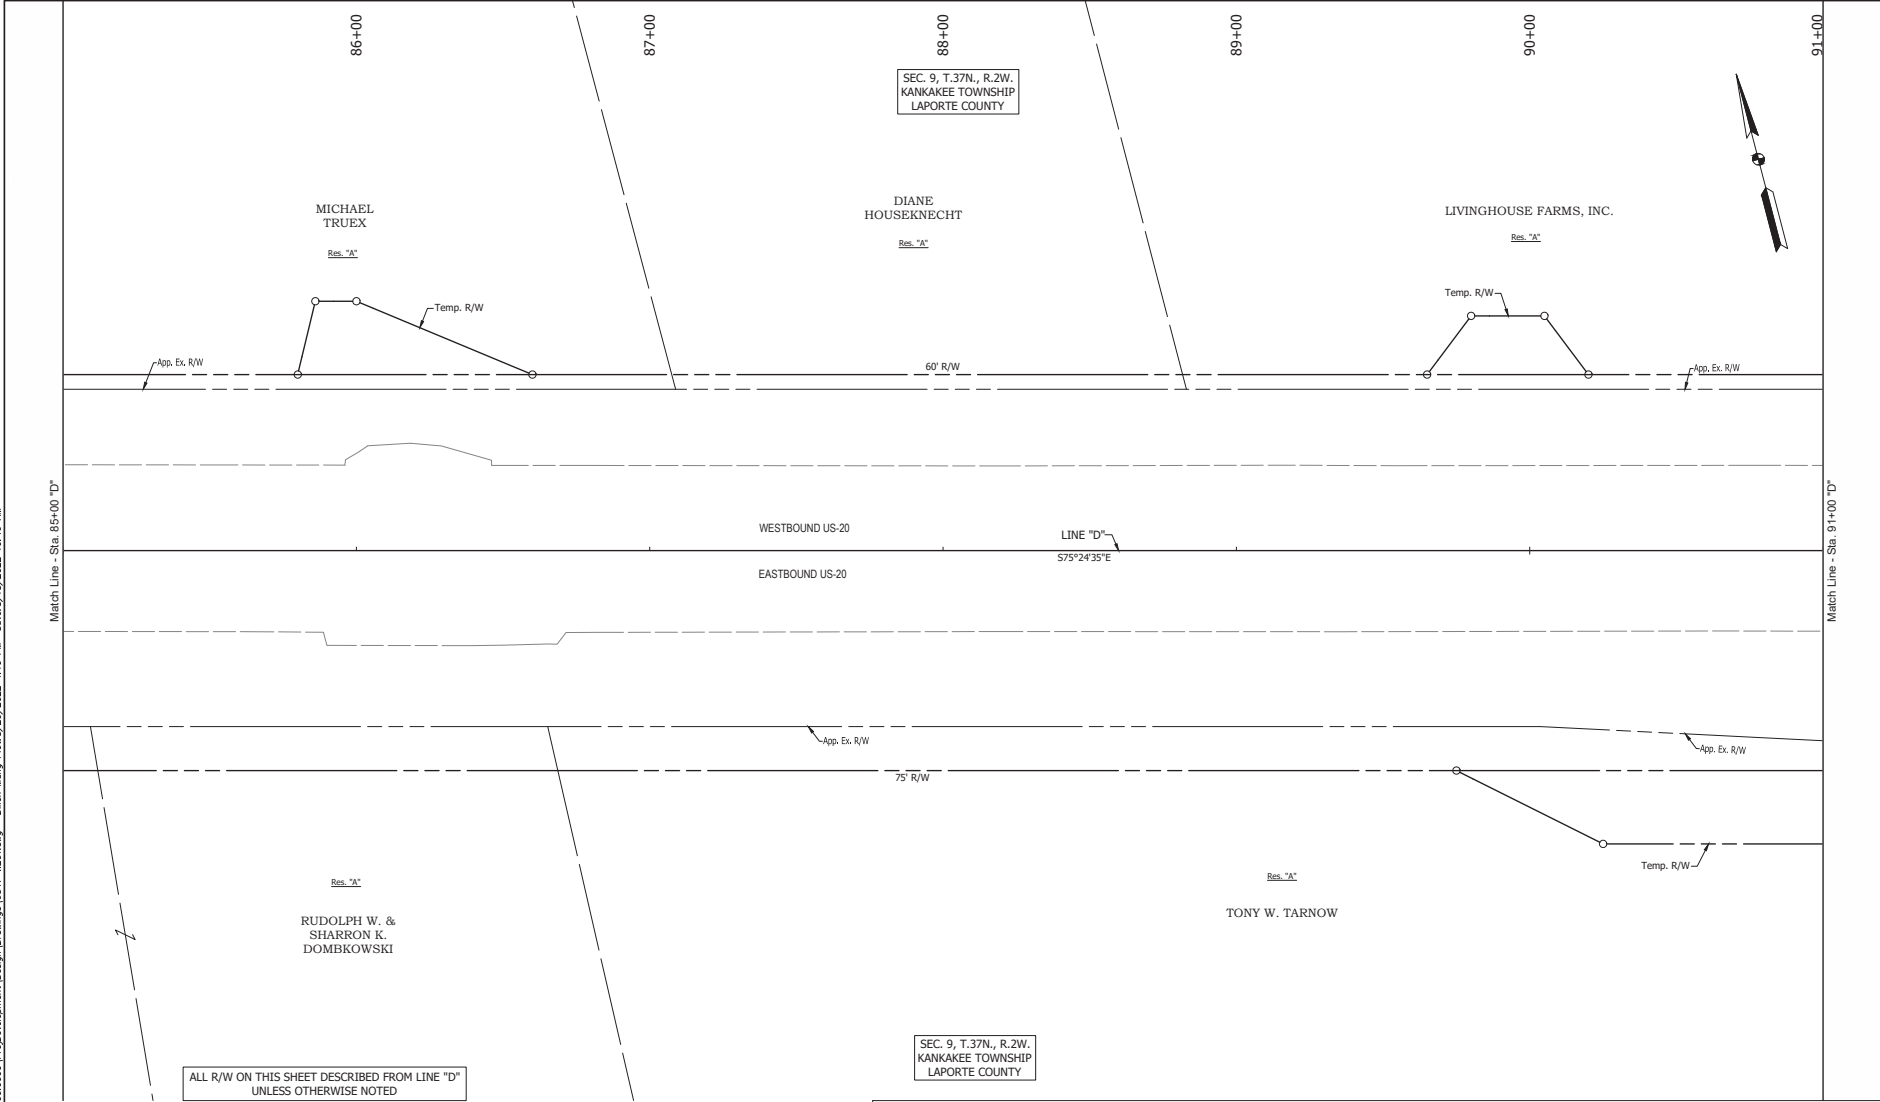 86+00
87+00
88+00
89+00
90+00
91+00
SEC. 9, T.37N., R.2W.
KANKAKEE TOWNSHIP
LAPORTE COUNTY
MICHAEL
TRUEX
Res. "A"
DIANE
HOUSEKNECHT
Res. "A"
LIVINGHOUSE FARMS, INC.
Res. "A"
Temp. R/W
Temp. R/W
App. Ex. R/W
60' R/W
App. Ex. R/W
Match Line - Sta. 85+00 "D"
WESTBOUND US-20
LINE "D"
S75°24'35"E
EASTBOUND US-20
Match Line - Sta. 91+00 "D"
App. Ex. R/W
App. Ex. R/W
75' R/W
Temp. R/W
Res. "A"
RUDOLPH W. &
SHARRON K.
DOMBKOWSKI
Res. "A"
TONY W. TARNOW
SEC. 9, T.37N., R.2W.
KANKAKEE TOWNSHIP
LAPORTE COUNTY
ALL R/W ON THIS SHEET DESCRIBED FROM LINE "D"
UNLESS OTHERWISE NOTED